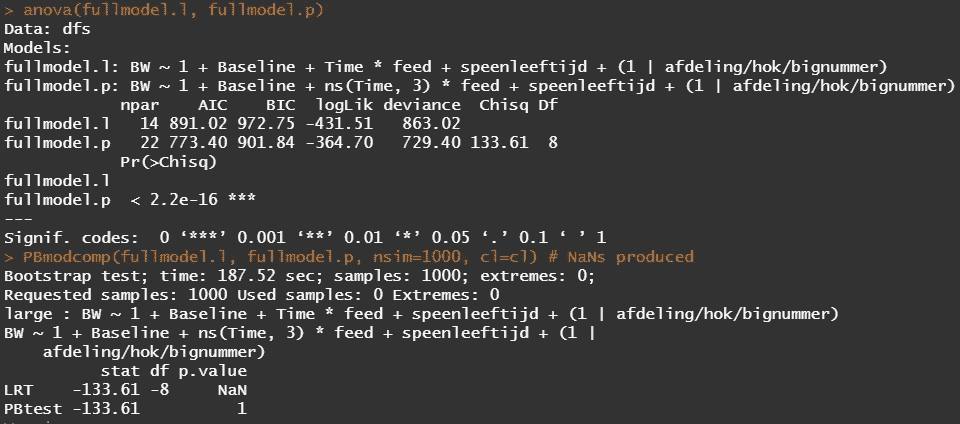 > anova(fullmodel.l, fullmodel.p)
Data: dfs
Models:
fullmodel.l: BW ~ 1 + Baseline + Time * feed + speenleeftijd + (1 | afdeling/hok/bignummer)
fullmodel.p: BW ~ 1 + Baseline + ns(Time, 3) * feed + speenleeftijd + (1 | afdeling/hok/bignummer)
            npar    AIC    BIC  logLik deviance  Chisq Df
fullmodel.l   14 891.02 972.75 -431.51   863.02
fullmodel.p   22 773.40 901.84 -364.70   729.40 133.61  8
            Pr(>Chisq)
fullmodel.l
fullmodel.p  < 2.2e-16 ***
---
Signif. codes:  0 ‘***’ 0.001 ‘**’ 0.01 ‘*’ 0.05 ‘.’ 0.1 ‘ ’ 1
> PBmodcomp(fullmodel.l, fullmodel.p, nsim=1000, cl=cl) # NaNs produced
Bootstrap test; time: 187.52 sec; samples: 1000; extremes: 0;
Requested samples: 1000 Used samples: 0 Extremes: 0
large : BW ~ 1 + Baseline + Time * feed + speenleeftijd + (1 | afdeling/hok/bignummer)
BW ~ 1 + Baseline + ns(Time, 3) * feed + speenleeftijd + (1 |
    afdeling/hok/bignummer)
          stat df p.value
LRT    -133.61 -8     NaN
PBtest -133.61          1